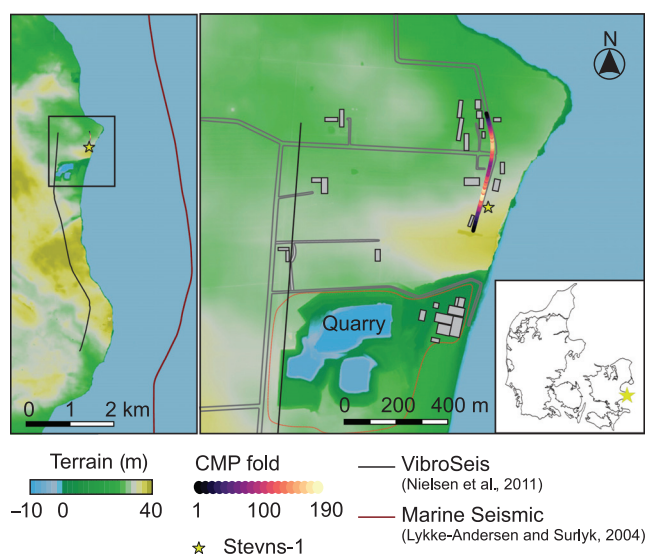 N
Quarry
0 1 2 km
0 200 400 m
Terrain (m)
–10 0 40
CMP fold
1 100 190
Stevns-1
VibroSeis
(Nielsen et al., 2011)
Marine Seismic
(Lykke-Andersen and Surlyk, 2004)